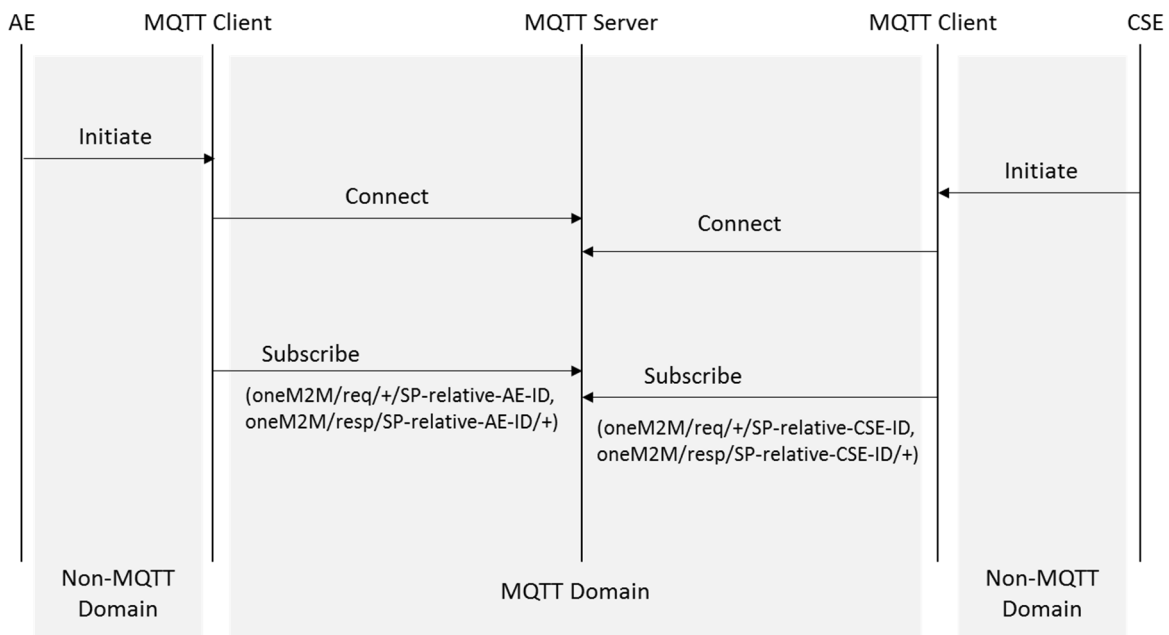 AE
MQTT Client
MQTT Server
MQTT Client
CSE
Initiate
Initiate
Connect
Connect
Subscribe
(oneM2M/req/+/SP-relative-AE-ID,
oneM2M/resp/SP-relative-AE-ID/+)
Subscribe
(oneM2M/req/+/SP-relative-CSE-ID,
oneM2M/resp/SP-relative-CSE-ID/+)
Non-MQTT
Domain
MQTT Domain
Non-MQTT
Domain